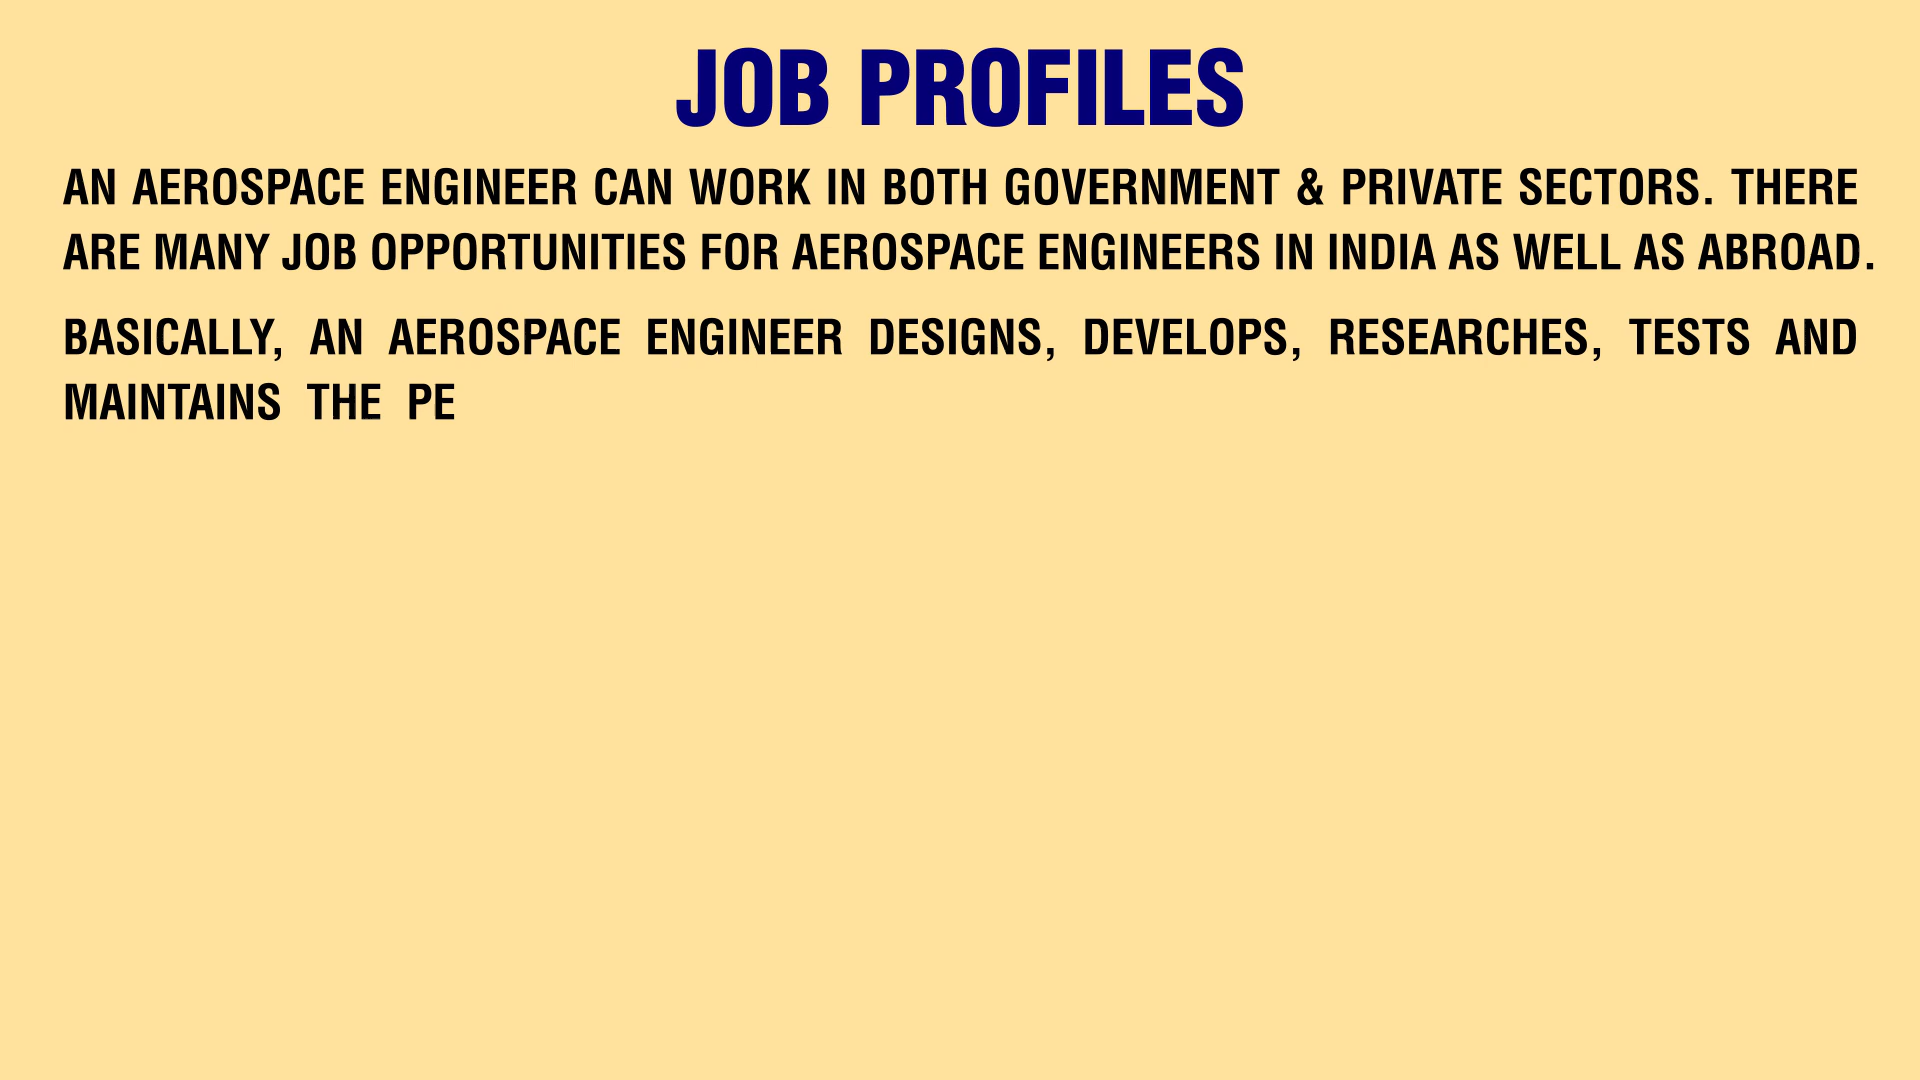 JOB PROFILES
AN AEROSPACE ENGINEER CAN WORK IN BOTH GOVERNMENT & PRIVATE SECTORS. THERE
ARE MANY JOB OPPORTUNITIES FOR AEROSPACE ENGINEERS IN INDIA AS WELL AS ABROAD.
BASICALLY, AN AEROSPACE ENGINEER DESIGNS, DEVELOPS, RESEARCHES, TESTS AND
MAINTAINS THE PE